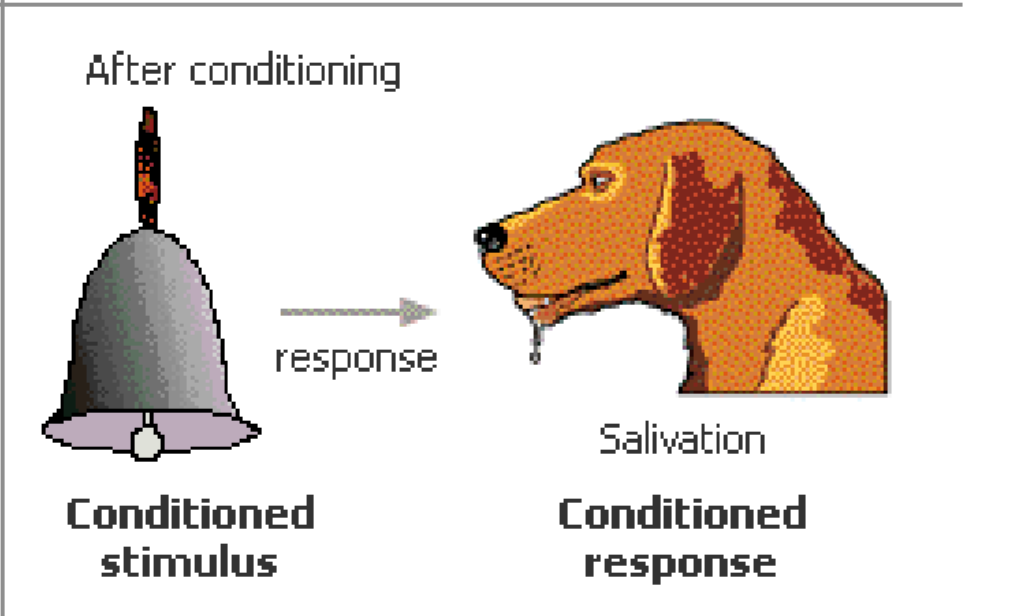 After conditioning
response
Salivation
Conditioned
stimulus
Conditioned
response